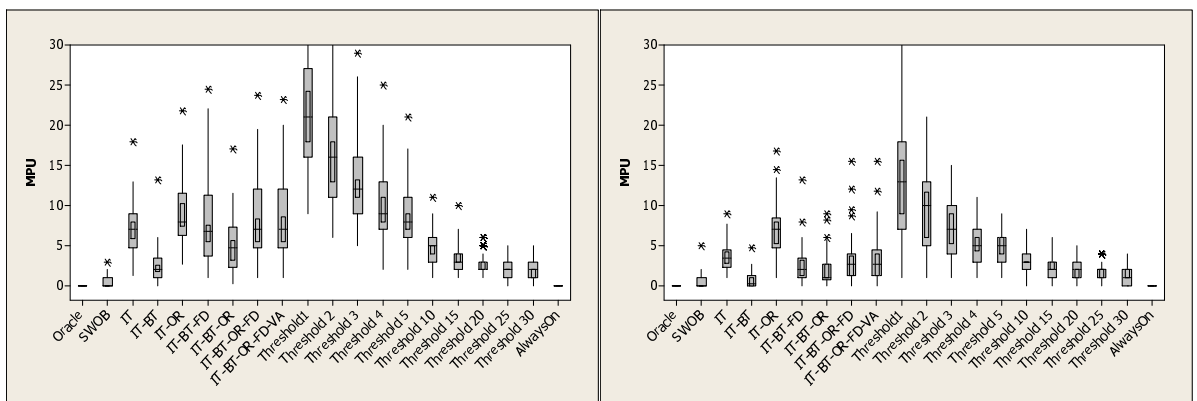 30
25
20
15
10
5
0
MPU
Oracle
SWOB
IT
IT-BT
IT-OR
IT-BT-FD
IT-BT-OR
IT-BT-OR-FD
IT-BT-OR-FD-VA
Threshold1
Threshold 2
Threshold 3
Threshold 4
Threshold 5
Threshold 10
Threshold 15
Threshold 20
Threshold 25
Threshold 30
AlwaysOn
30
25
20
15
10
5
0
MPU
Oracle
SWOB
IT
IT-BT
IT-OR
IT-BT-FD
IT-BT-OR
IT-BT-OR-FD
IT-BT-OR-FD-VA
Threshold1
Threshold 2
Threshold 3
Threshold 4
Threshold 5
Threshold 10
Threshold 15
Threshold 20
Threshold 25
Threshold 30
AlwaysOn